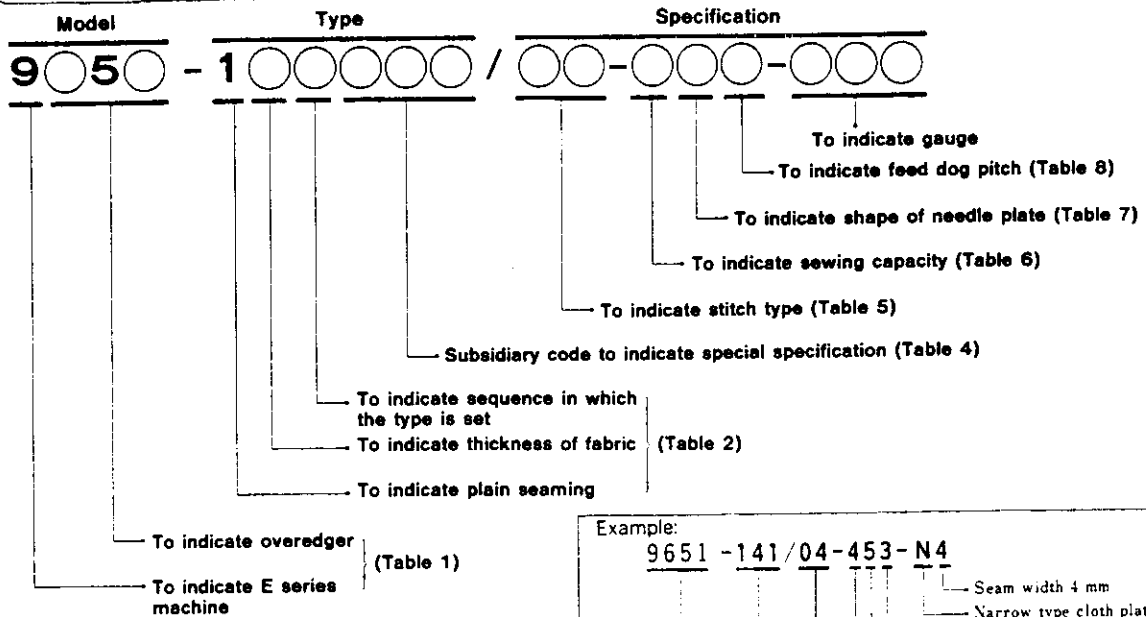 Model Type Specification
9○5○ -1○○○○○ / ○○-○○○-○○○
To indicate gauge
To indicate feed dog pitch (Table 8)
To indicate shape of needle plate (Table 7)
To indicate sewing capacity (Table 6)
To indicate stitch type (Table 5)
Subsidiary code to indicate special specification (Table 4)
To indicate sequence in which
the type is set
To indicate thickness of fabric (Table 2)
To indicate plain seaming
To indicate overedger
(Table 1)
To indicate E series
machine
Example:
9651 -141/04-453-N4
Seam width 4 mm
Narrow type cloth plat